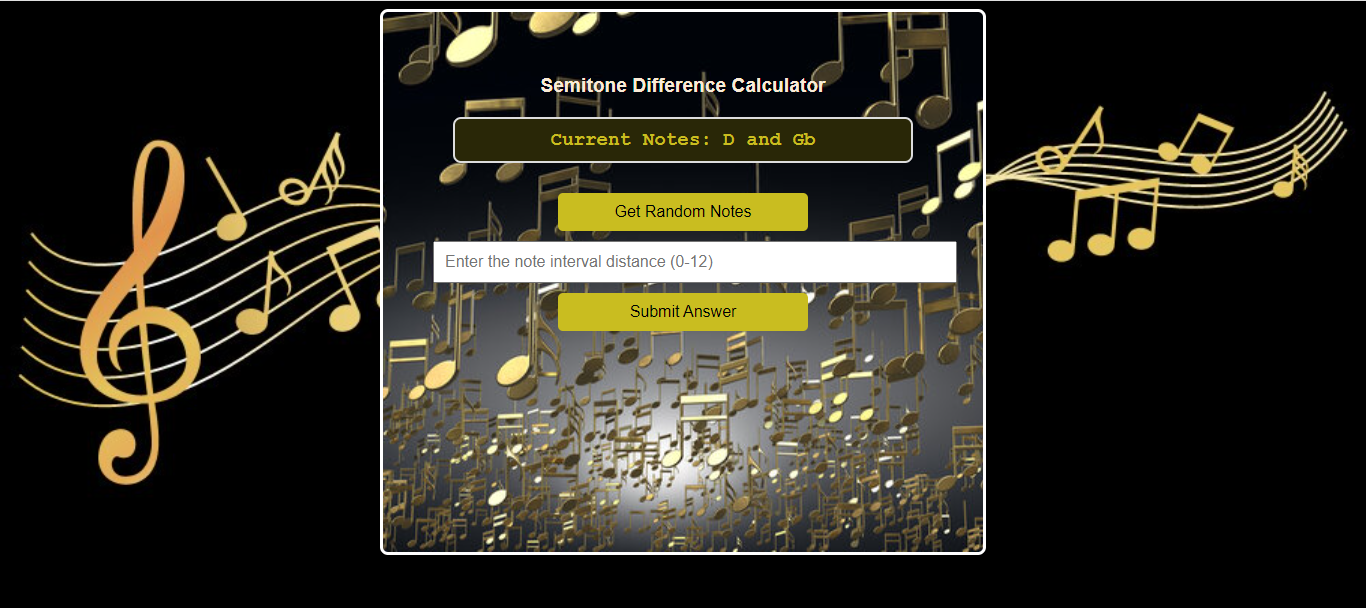 Semitone Difference Calculator
Current Notes: D and Gb
Get Random Notes
Enter the note interval distance (0-12)
Submit Answer